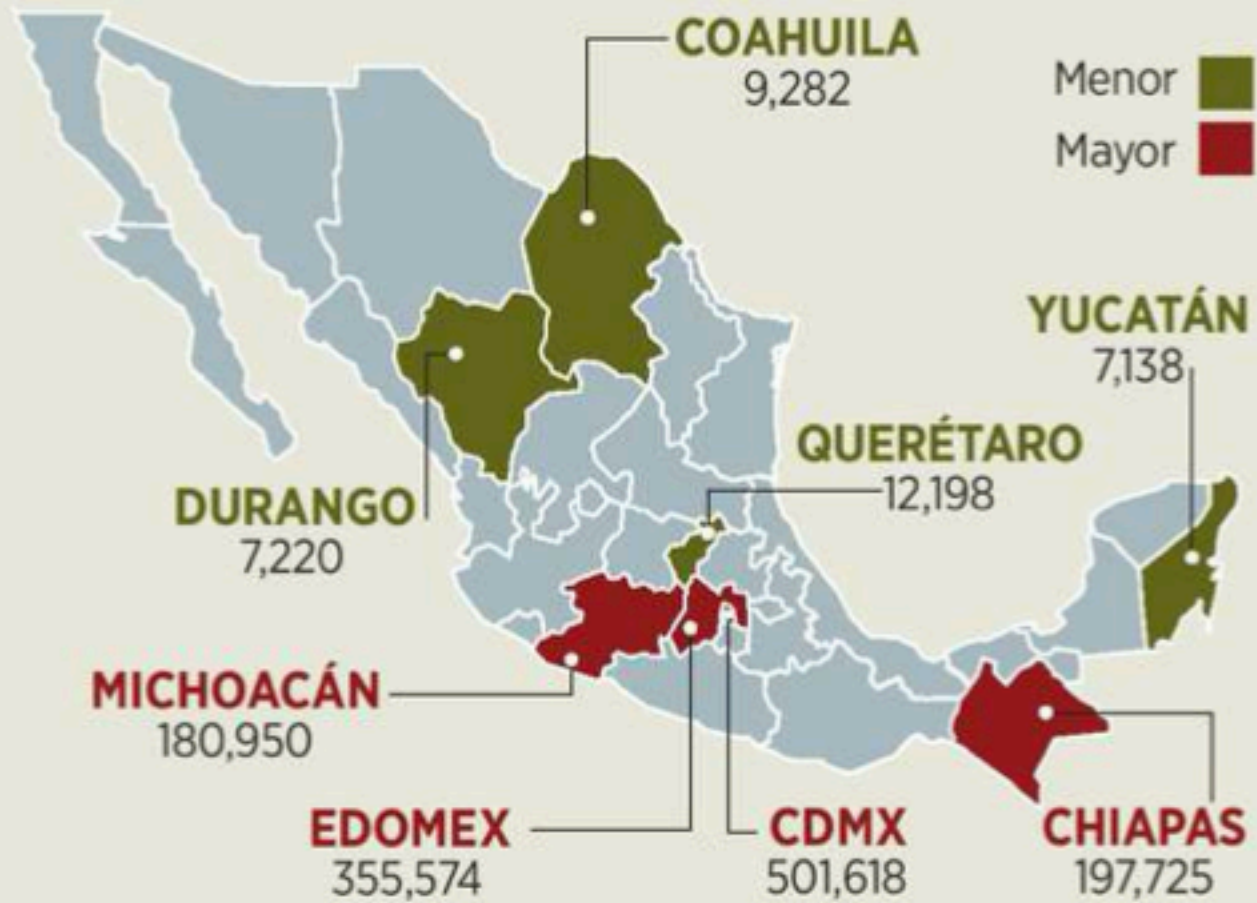 COAHUILA
9,282
Menor
Mayor
YUCATÁN
7,138
QUERÉTARO
12,198
DURANGO
7,220
MICHOACÁN
180,950
EDOMEX
355,574
CDMX
501,618
CHIAPAS
197,725